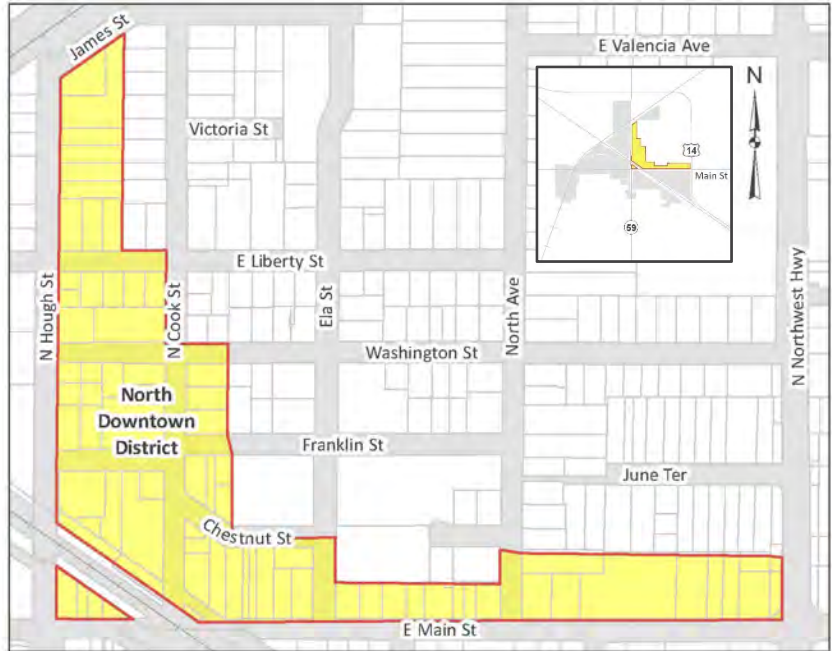 James St
E Valencia Ave
N
Victoria St
14
Main St
59
E Liberty St
N Hough St
N Cook St
Ela St
North Ave
N Northwest Hwy
Washington St
North
Downtown
District
Franklin St
June Ter
Chestnut St
E Main St